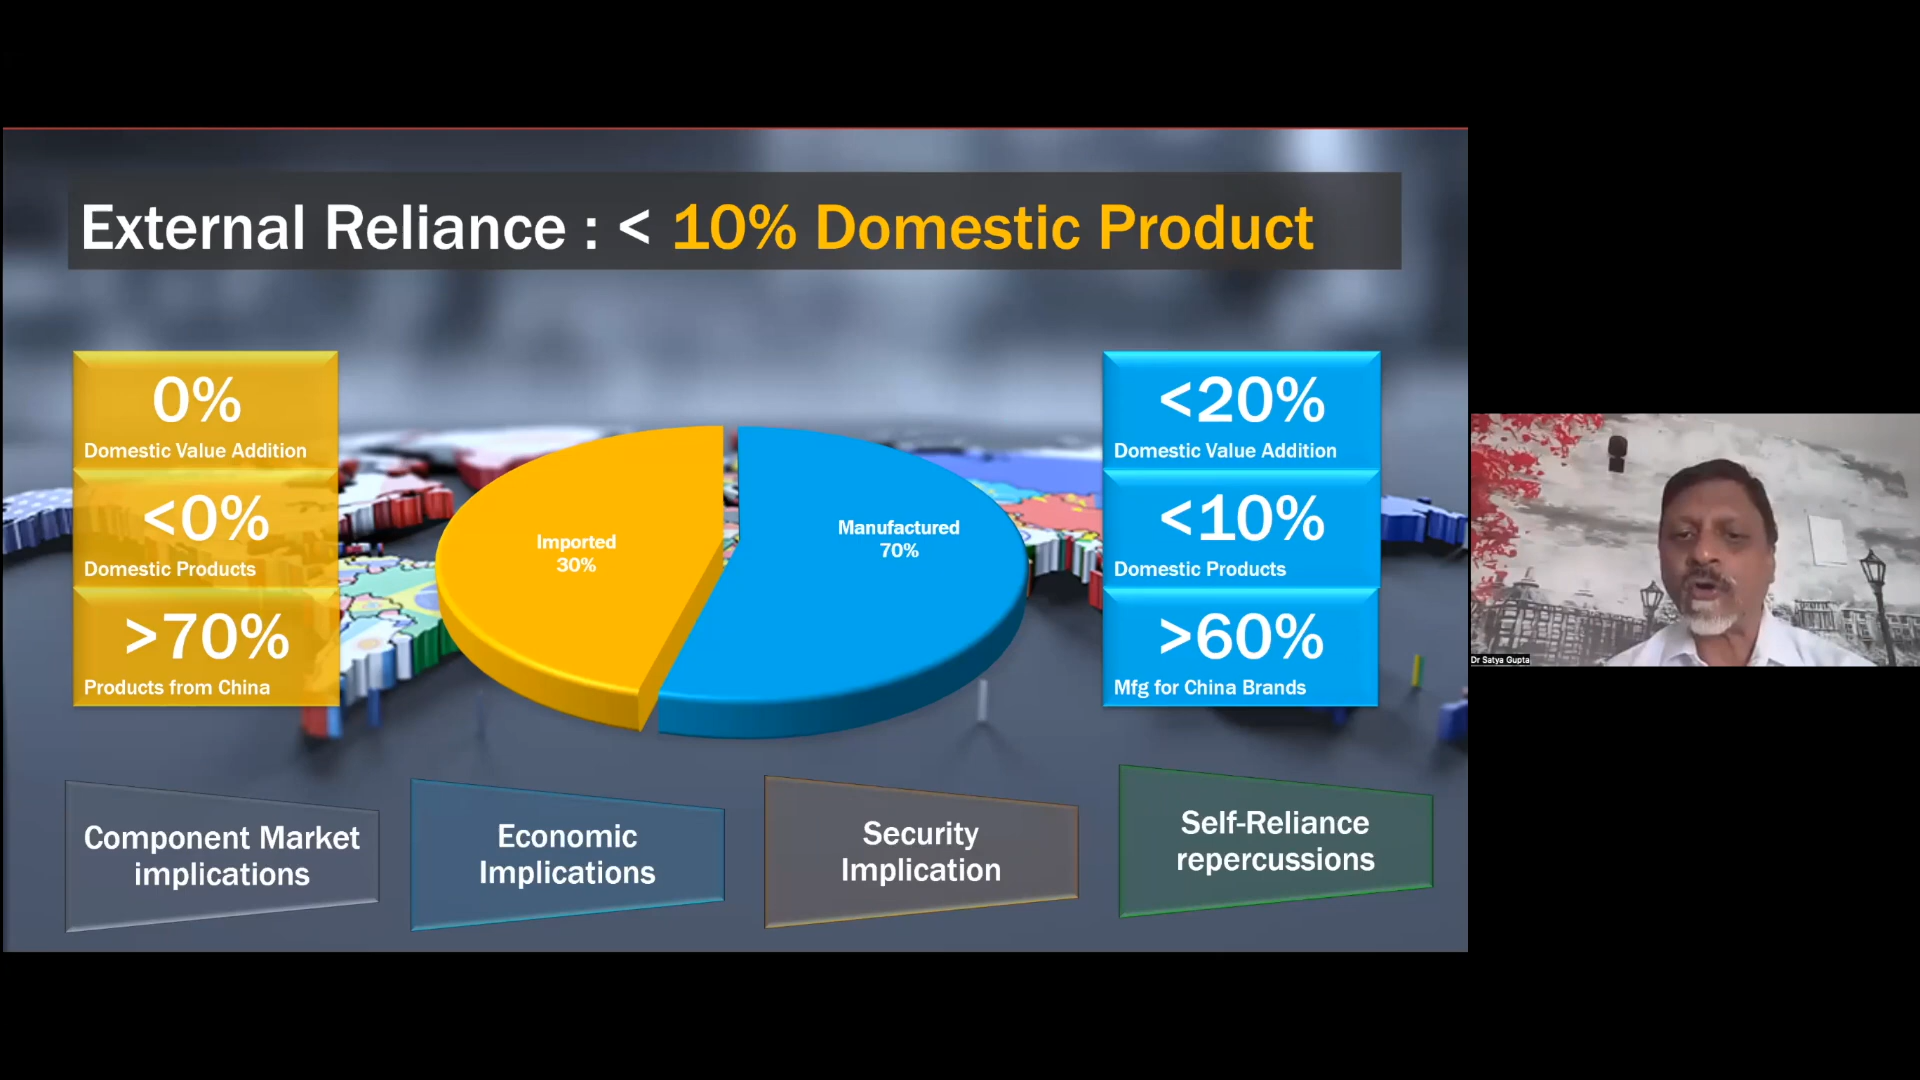 External Reliance : < 10% Domestic Product
0%
Domestic Value Addition
<0%
Domestic Products
>70%
Products from China
Imported
30%
Manufactured
70%
<20%
Domestic Value Addition
<10%
Domestic Products
>60%
Mfg for China Brands
Component Market
implications
Economic
Implications
Security
Implication
Self-Reliance
repercussions
Dr Satya Gupta